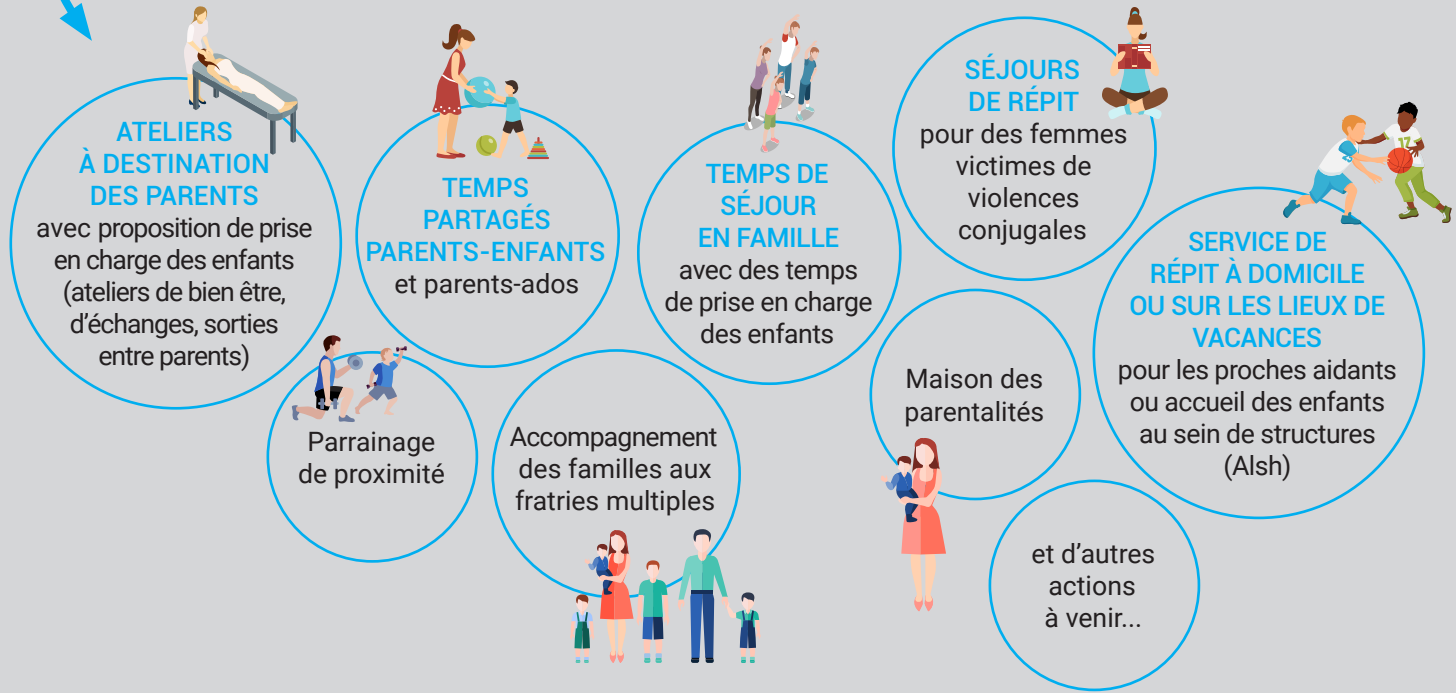 ATELIERS
À DESTINATION
DES PARENTS
avec proposition de prise
en charge des enfants
(ateliers de bien être,
d'échanges, sorties
entre parents)
TEMPS
PARTAGÉS
PARENTS-ENFANTS
et parents-ados
TEMPS DE
SÉJOUR
EN FAMILLE
avec des temps
de prise en charge
des enfants
SÉJOURS
DE RÉPIT
pour des femmes
victimes de
violences
conjugales
SERVICE DE
RÉPIT À DOMICILE
OU SUR LES LIEUX DE
VACANCES
pour les proches aidants
ou accueil des enfants
au sein de structures
(Alsh)
Parrainage
de proximité
Accompagnement
des familles aux
fratries multiples
Maison des
parentalités
et d'autres
actions
à venir...